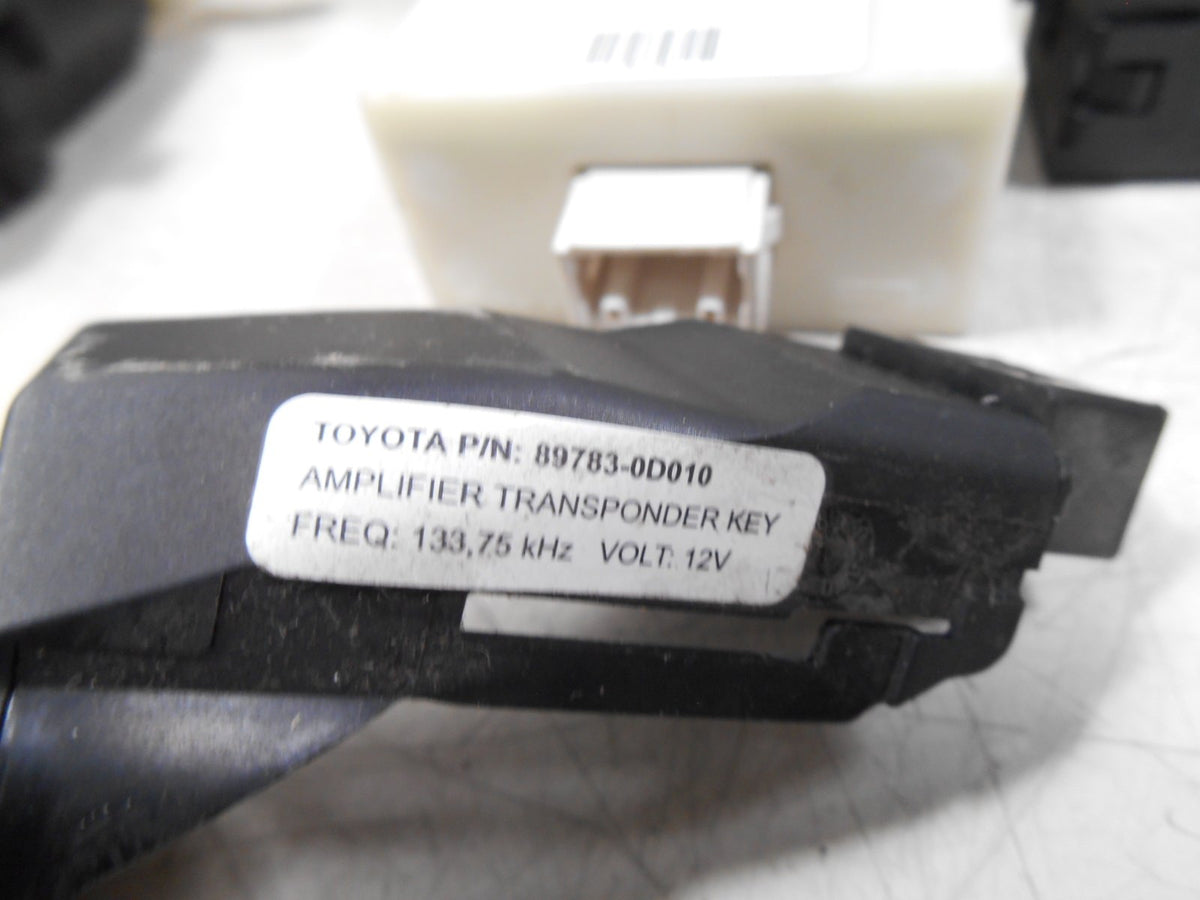 TOYOTA P/N: 89783-0D010
AMPLIFIER TRANSPONDER KEY
FREQ: 133,75 kHz VOLT: 12V